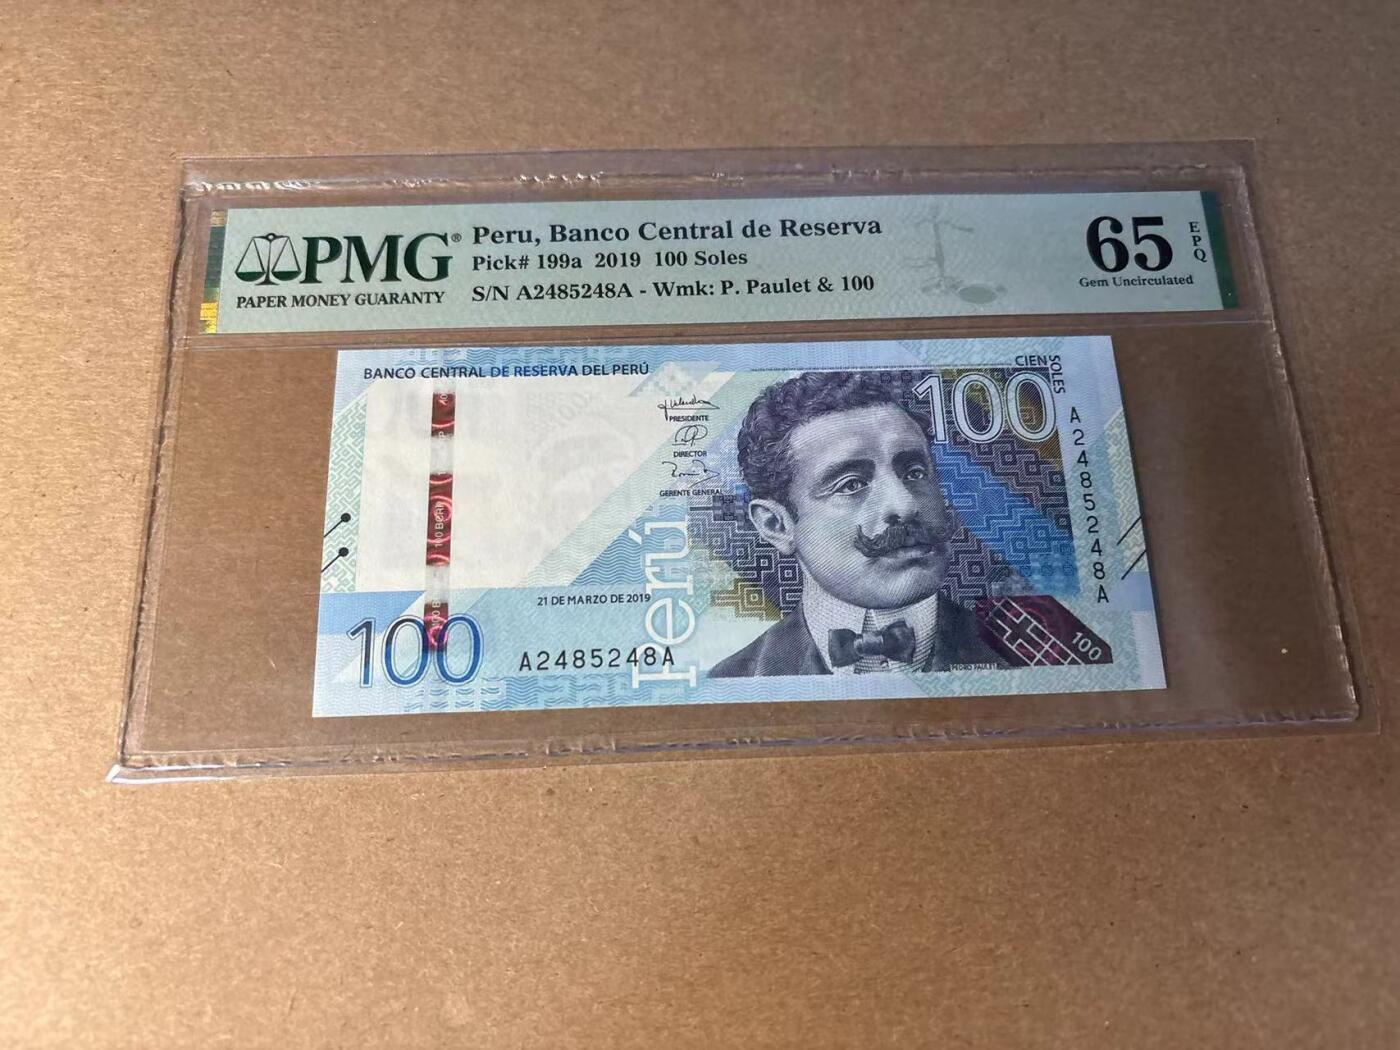 PMG®
PAPER MONEY GUARANTY
Peru, Banco Central de Reserva
Pick# 199a 2019 100 Soles
S/N A2485248A - Wmk: P. Paulet & 100
65
EPQ
Gem Uncirculated
BANCO CENTRAL DE RESERVA DEL PERÚ
CIEN
SOLES
100
PRESIDENTE
DIRECTOR
GERENTE GENERAL
A2485248A
Perú
21 DE MARZO DE 2019
100
A2485248A
PEDRO PAULET
100